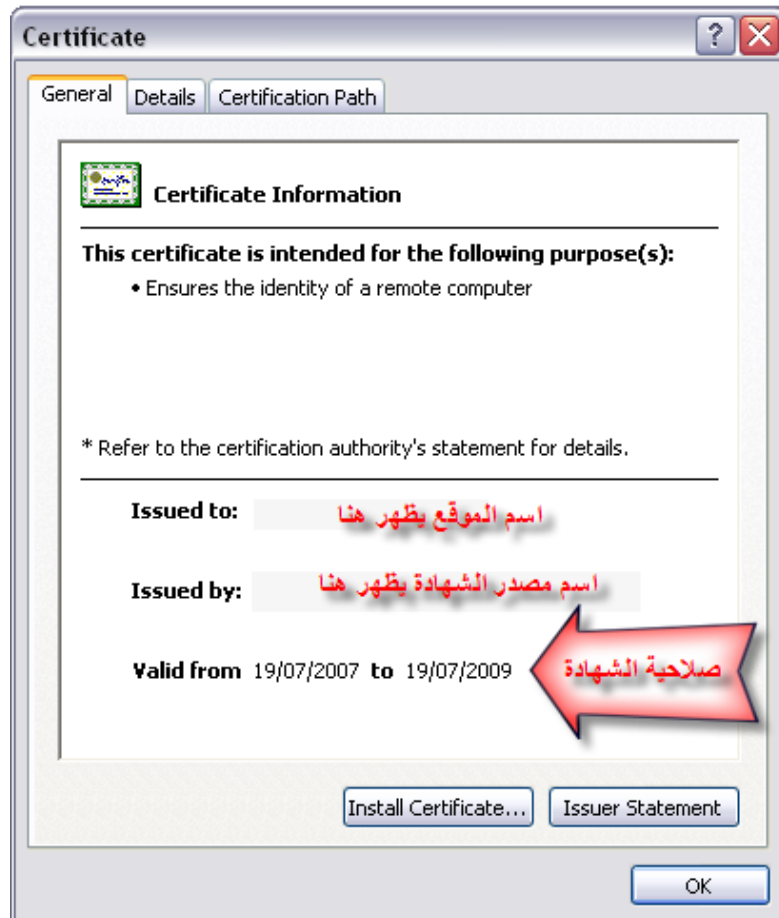 Certificate
General Details Certification Path
Certificate Information
This certificate is intended for the following purpose(s):
• Ensures the identity of a remote computer
* Refer to the certification authority's statement for details.
Issued to: اسم الموقع يظهر هنا
Issued by: اسم مصدر الشهادة يظهر هنا
Valid from 19/07/2007 to 19/07/2009 صلاحية الشهادة
Install Certificate... Issuer Statement
OK